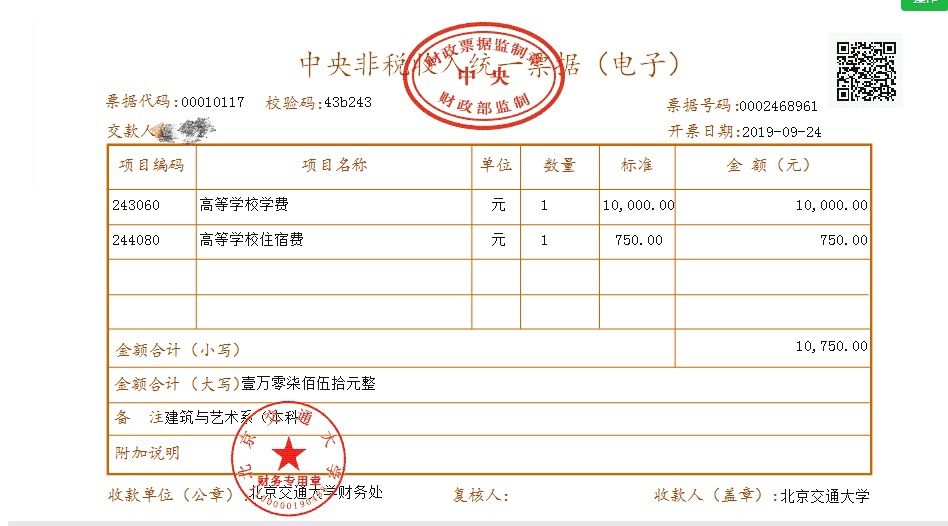 操作
中央非税收入统一票据（电子）
财政票据监制章
中央
财政部监制
票据代码:00010117 校验码:43b243 票据号码:0002468961
交款人 开票日期:2019-09-24
项目编码 项目名称 单位 数量 标准 金 额（元）
243060 高等学校学费 元 1 10,000.00 10,000.00
244080 高等学校住宿费 元 1 750.00 750.00
金额合计（小写） 10,750.00
金额合计（大写)壹万零柒佰伍拾元整
备 注建筑与艺术系（本科
附加说明
北京交通大学
财务专用章
收款单位（公章）:北京交通大学财务处 复核人: 收款人（盖章）:北京交通大学